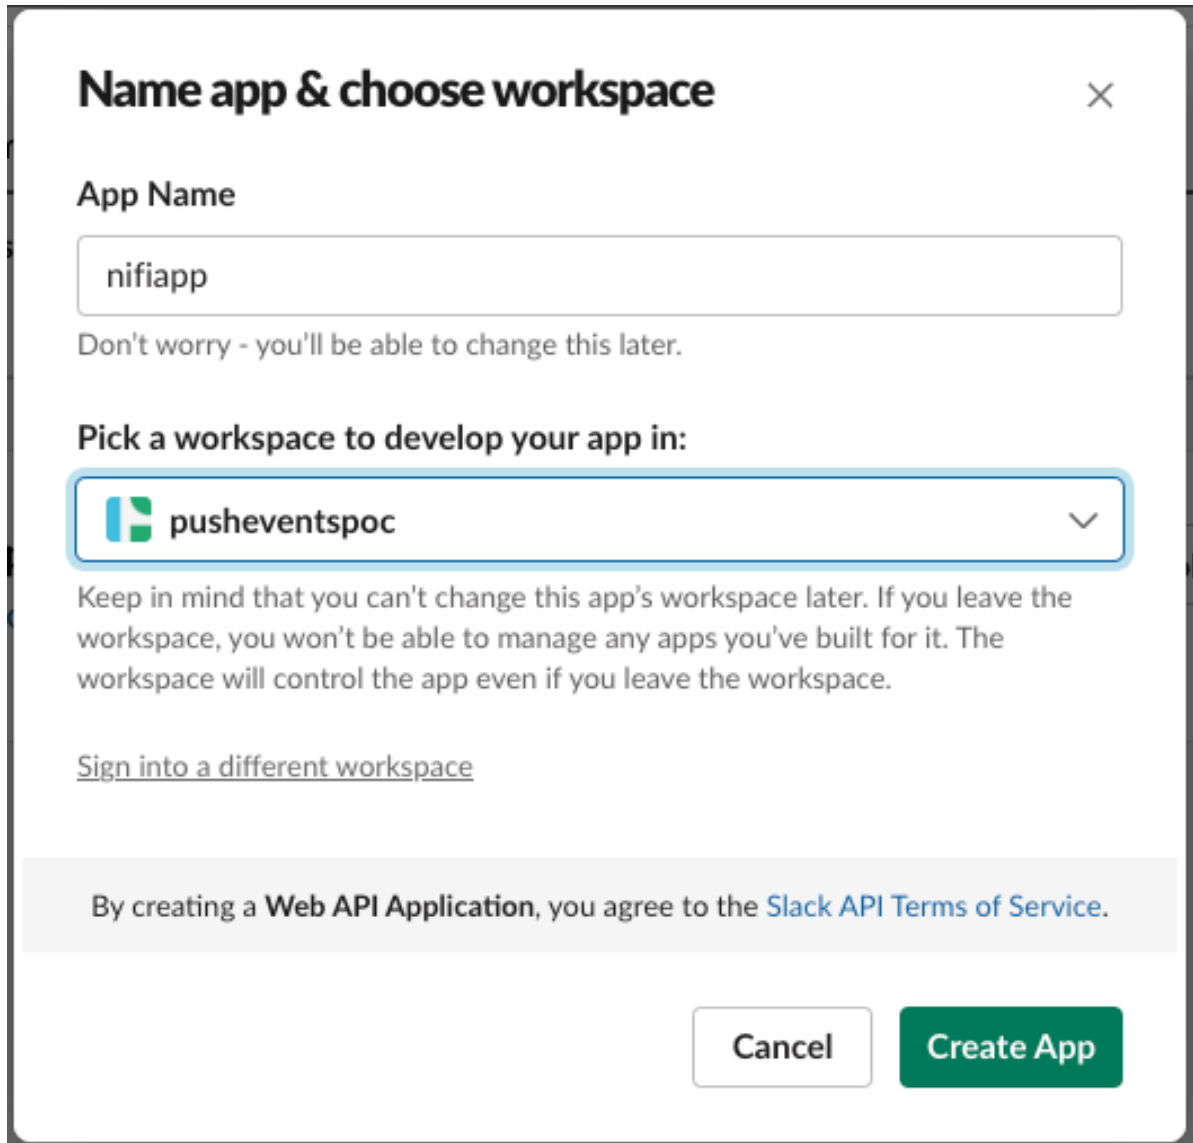 Name app & choose workspace
App Name
nifiapp
Don't worry - you'll be able to change this later.
Pick a workspace to develop your app in:
pusheventspoc
Keep in mind that you can't change this app's workspace later. If you leave the
workspace, you won't be able to manage any apps you've built for it. The
workspace will control the app even if you leave the workspace.
Sign into a different workspace
By creating a Web API Application, you agree to the Slack API Terms of Service.
Cancel
Create App